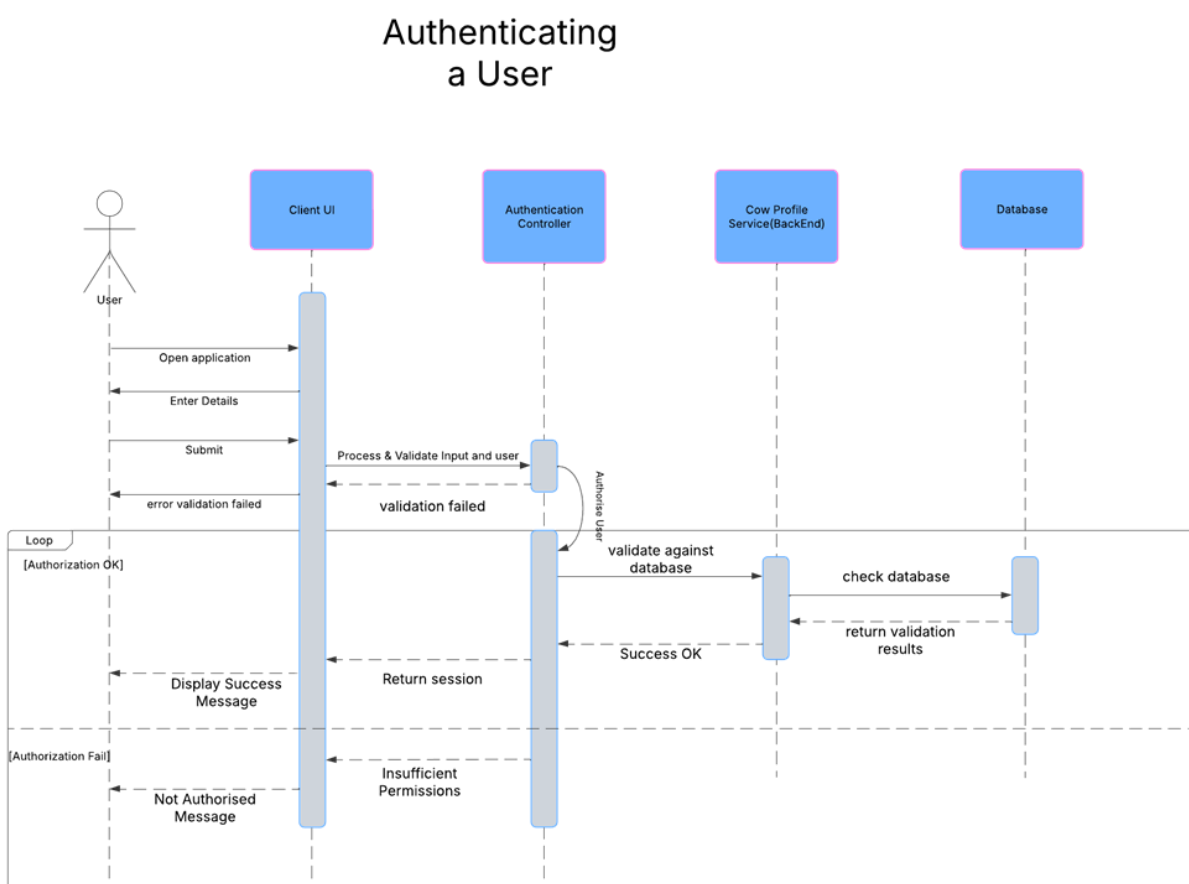 Authenticating
a User
Client UI
Authentication
Controller
Cow Profile
Service(BackEnd)
Database
User
Open application
Enter Details
Submit
Process & Validate Input and user
error validation failed
validation failed
Authorise User
Loop
[Authorization OK]
validate against
database
check database
return validation
results
Success OK
Return session
Display Success
Message
[Authorization Fail]
Insufficient
Permissions
Not Authorised
Message